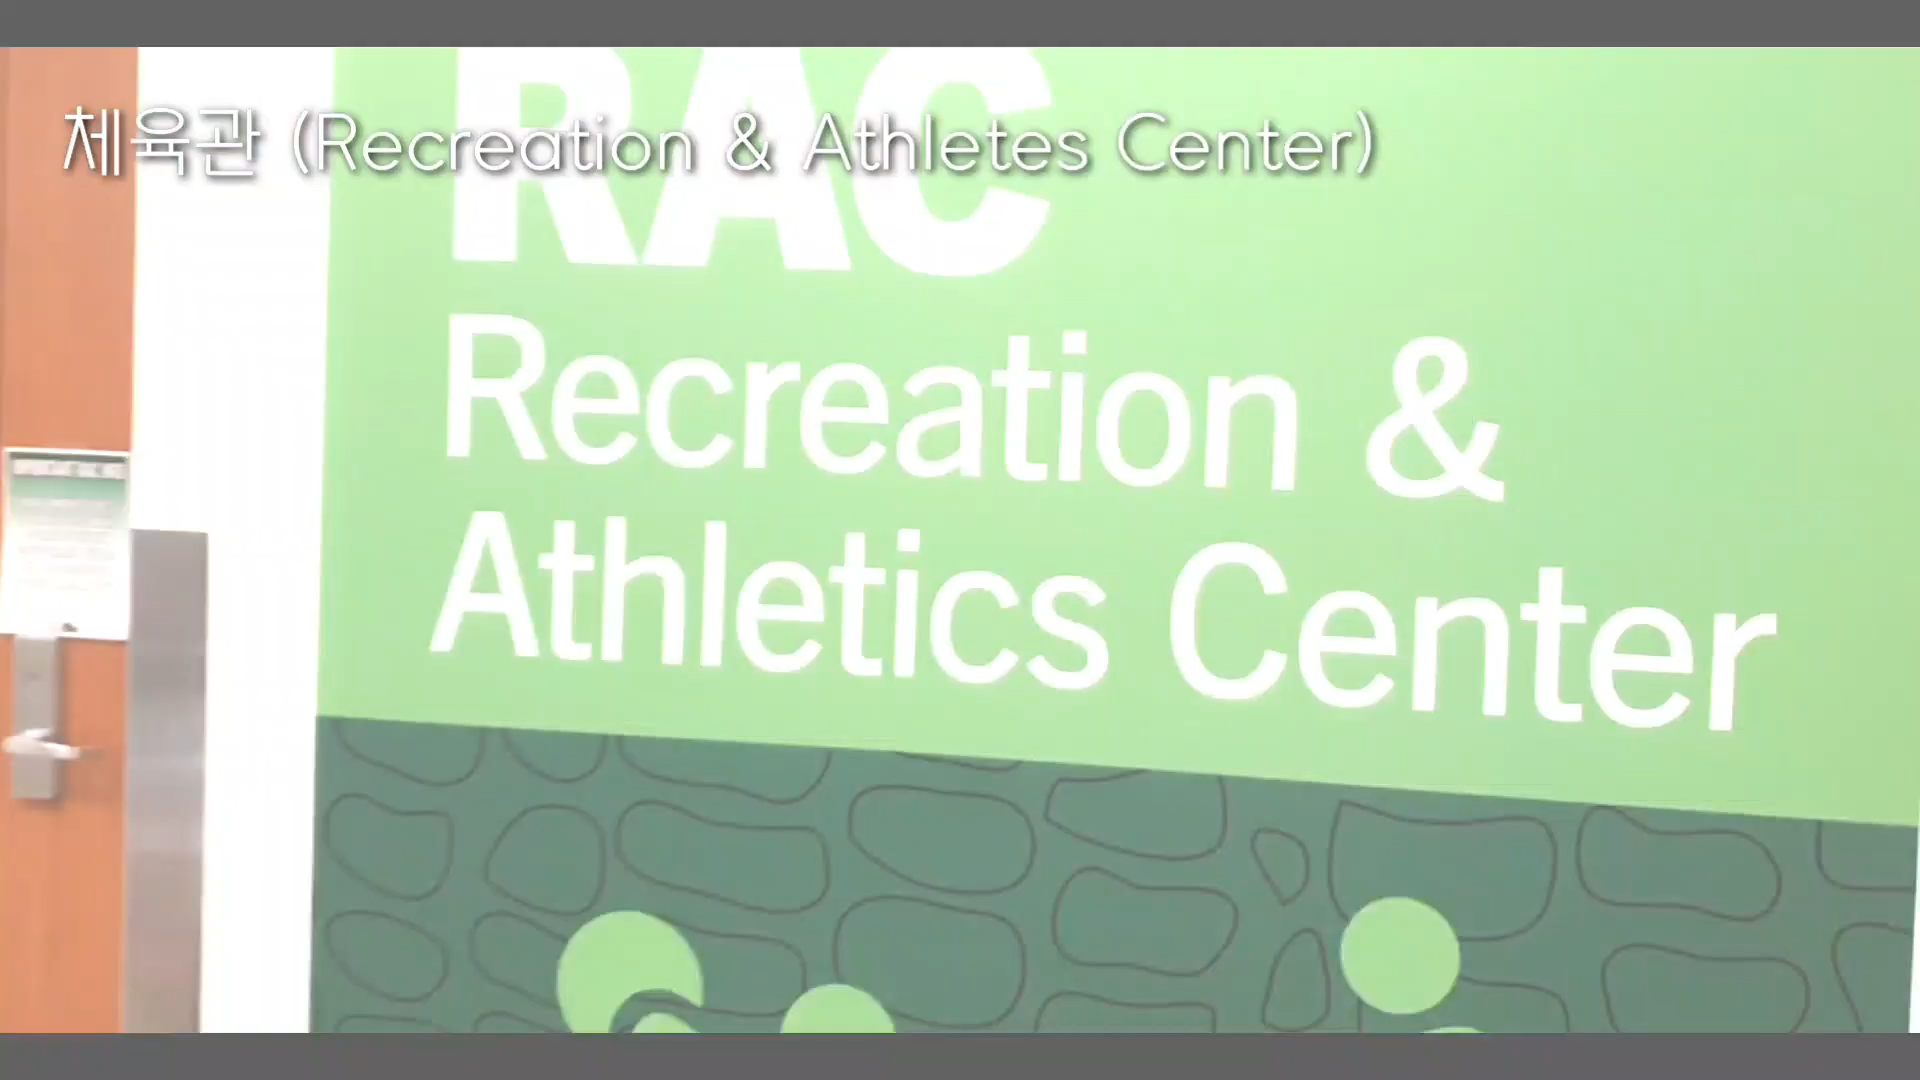 체육관 (Recreation & Athletes Center)
RAC
Recreation &
Athletics Center